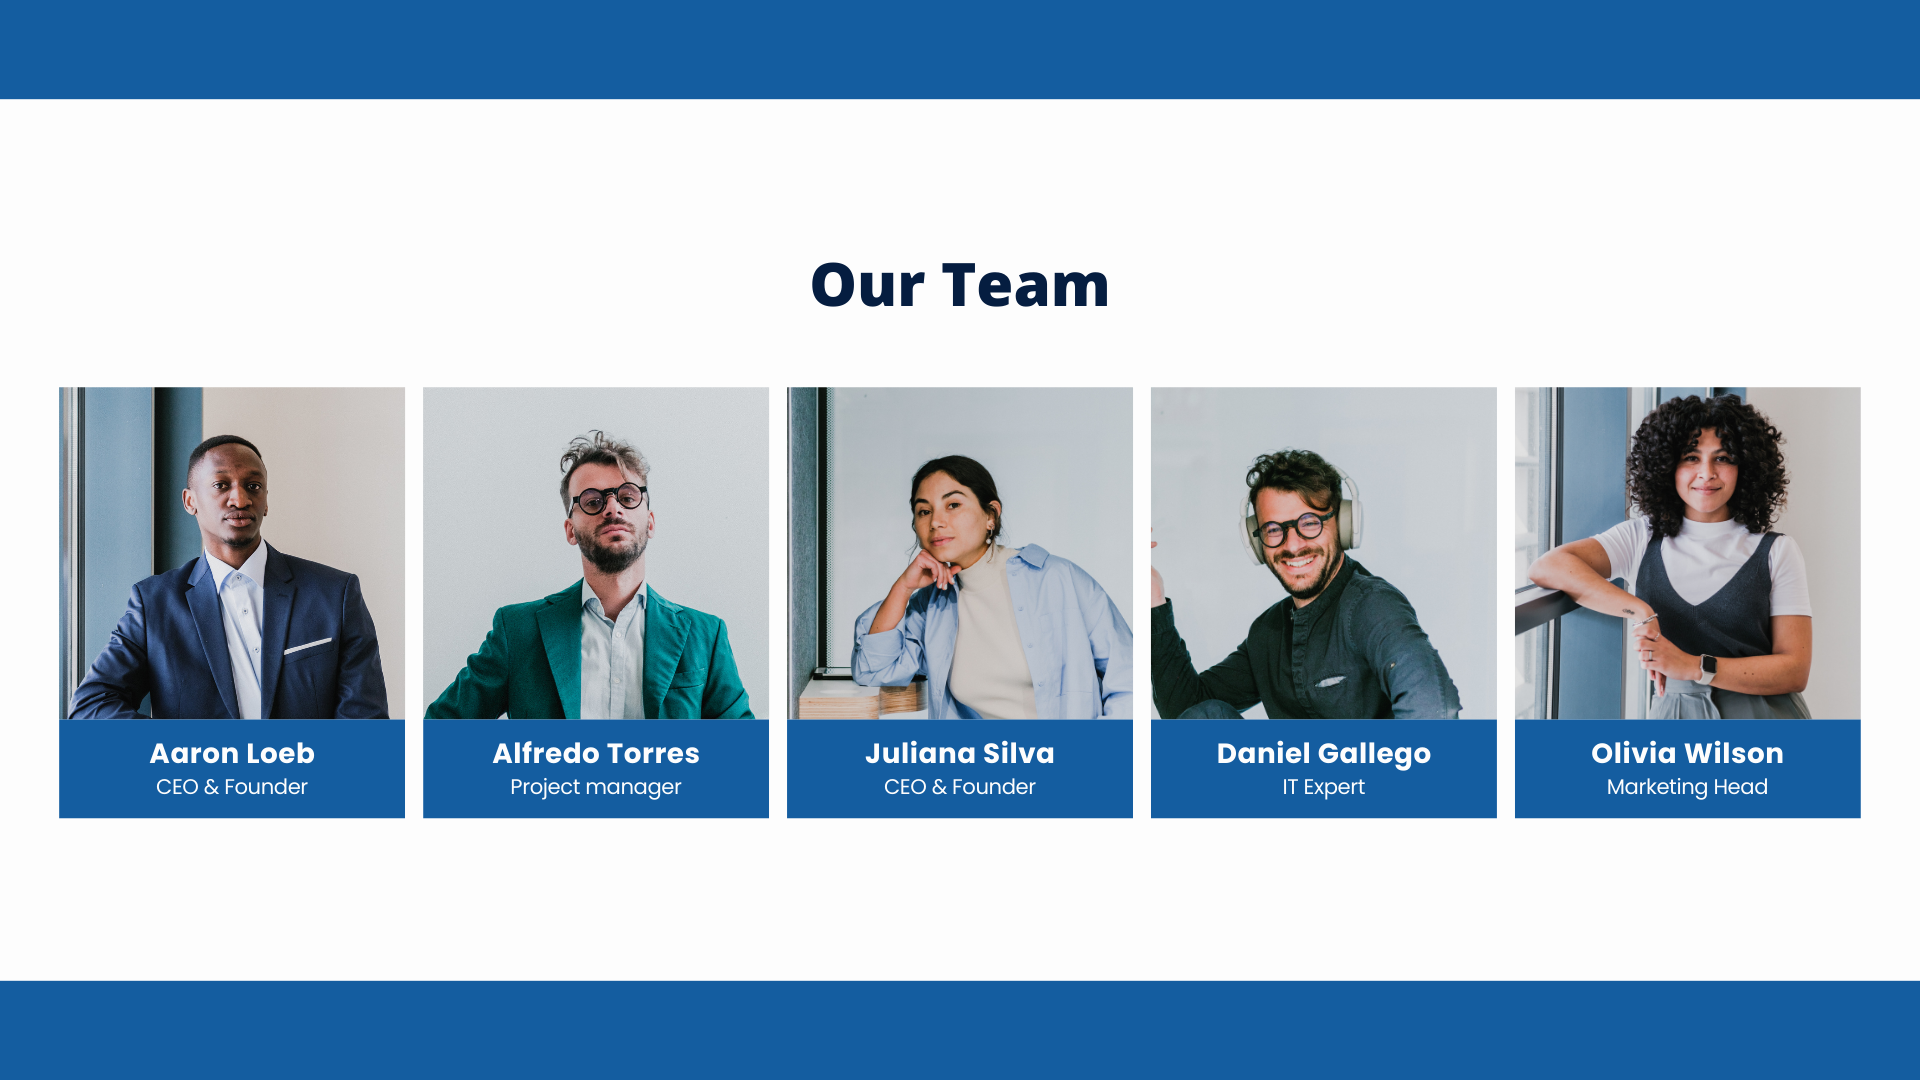 Our Team
Aaron Loeb
CEO & Founder
Alfredo Torres
Project manager
Juliana Silva
CEO & Founder
Daniel Gallego
IT Expert
Olivia Wilson
Marketing Head